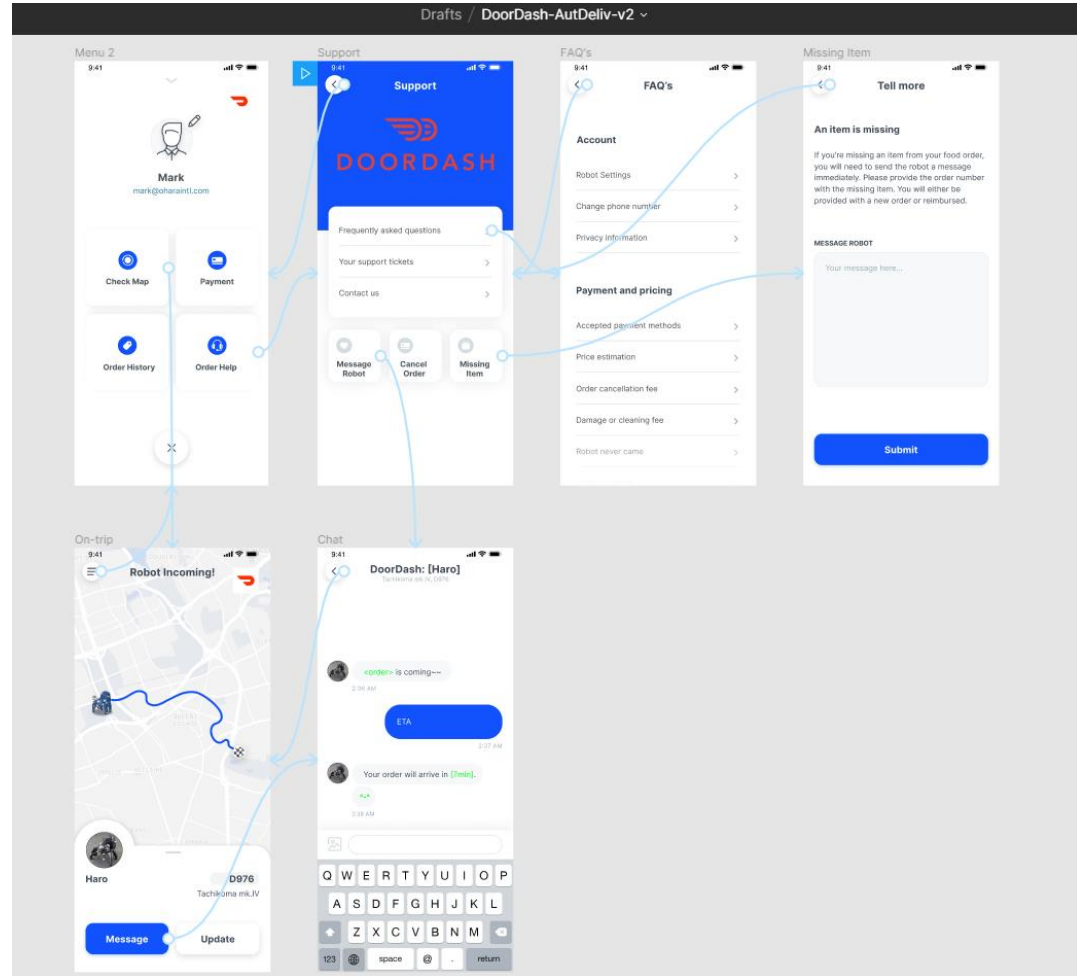 Drafts / DoorDash-AutDeliv-v2
Menu 2
9:41
Mark
mark@oharaintl.com
Check Map
Payment
Order History
Order Help
Support
9:41
Support
DOORDASH
Frequently asked questions
Your support tickets
Contact us
Message
Robot
Cancel
Order
Missing
Item
FAQ's
9:41
FAQ's
Account
Robot Settings
Change phone number
Privacy information
Payment and pricing
Accepted payment methods
Price estimation
Order cancellation fee
Damage or cleaning fee
Robot never came
Missing Item
9:41
Tell more
An item is missing
If you're missing an item from your food order,
you will need to send the robot a message
immediately. Please provide the order number
with the missing item. You will either be
provided with a new order or reimbursed.
MESSAGE ROBOT
Your message here...
Submit
On-trip
9:41
Robot Incoming!
Haro
D976
Tachikoma mk.IV
Message
Update
Chat
9:41
DoorDash: [Haro]
Tachikoma mk.IV, D976
<order> is coming~~
ETA
2:37 AM
Your order will arrive in [7min].
^-^
Q W E R T Y U I O P
A S D F G H J K L
Z X C V B N M
123 space @ . return